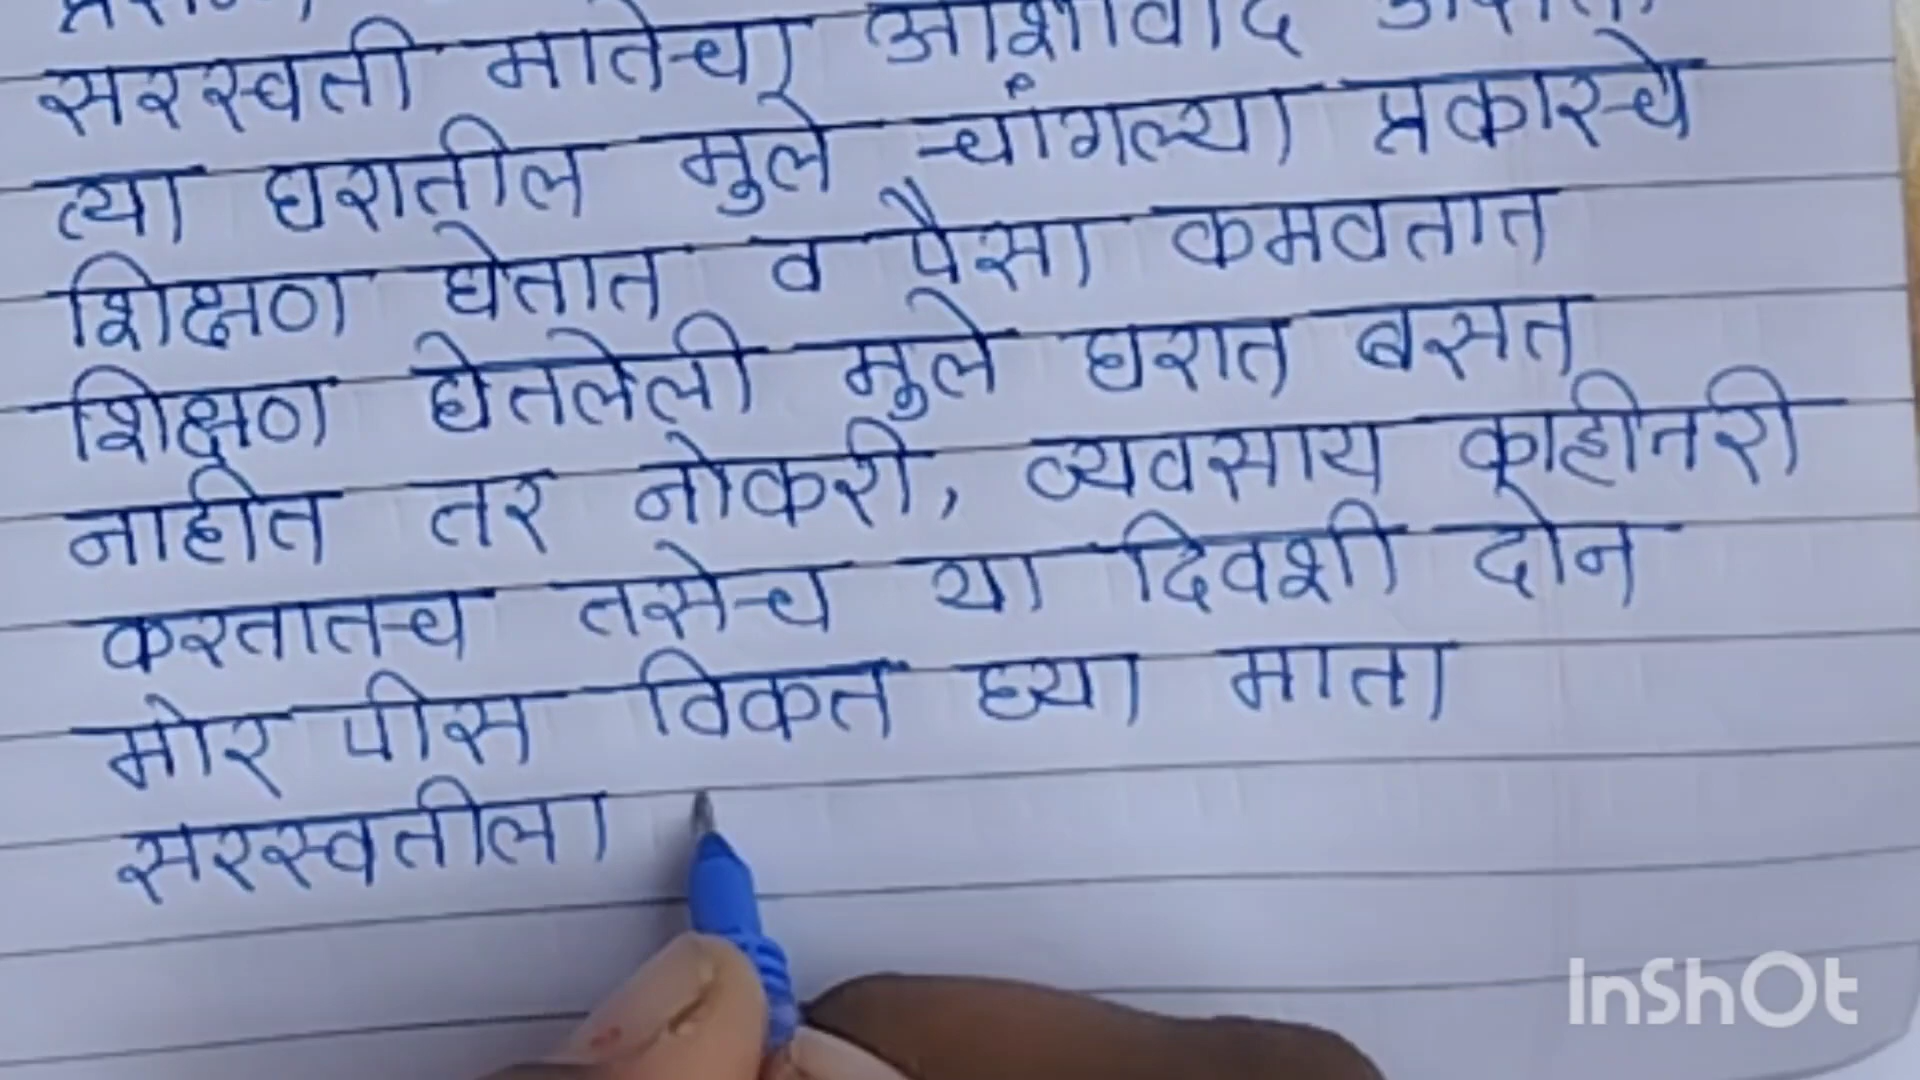 सरस्वती मातेचा आशीर्वाद
त्या घरातील मुले चांगल्या प्रकारचे
शिक्षण घेतात व पैसा कमवतात
शिक्षण घेतलेली मुले घरात बसत
नाहीत तर नोकरी, व्यवसाय काहीतरी
करतातच तसेच या दिवशी दोन
मोर पीस विकत घ्या माता
सरस्वतीला
InShOt